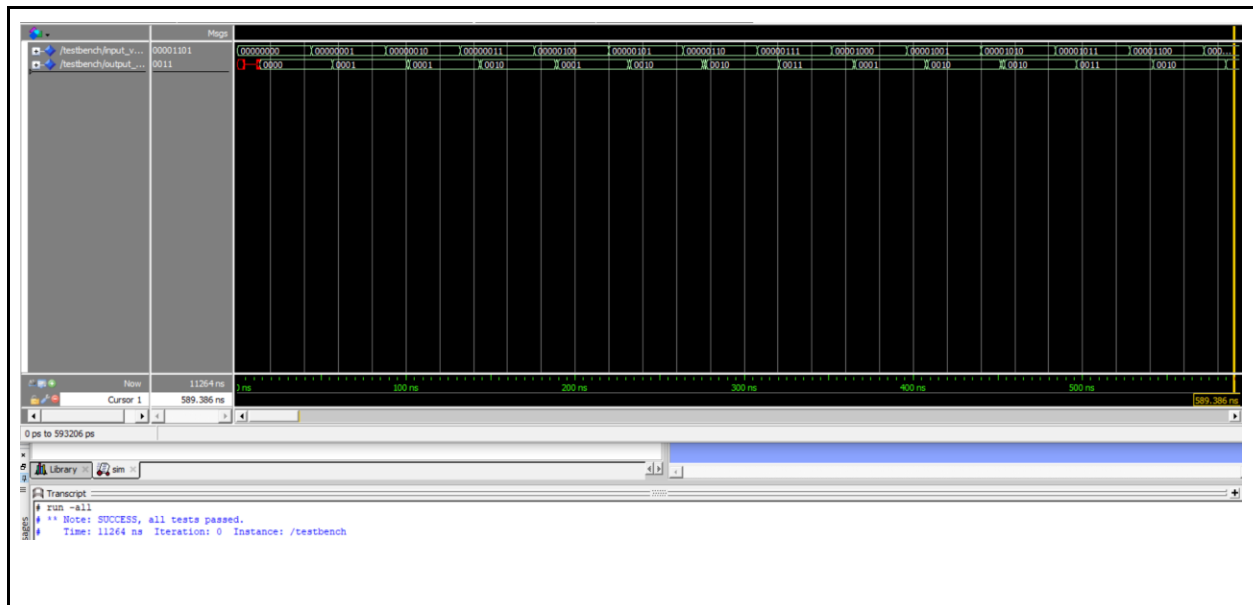 Msgs
/testbench/input_v... 00001101 00000000 00000001 00000010 00000011 00000100 00000101 00000110 00000111 00001000 00001001 00001010 00001011 00001100 000...
/testbench/output_... 0011 0000 0001 0001 0010 0001 0010 0010 0011 0001 0010 0010 0011 0010
Now 11264 ns ns 100 ns 200 ns 300 ns 400 ns 500 ns
Cursor 1 589.386 ns 589.386 ns
0 ps to 593206 ps
Library sim
Transcript
# run -all
# ** Note: SUCCESS, all tests passed.
# Time: 11264 ns Iteration: 0 Instance: /testbench